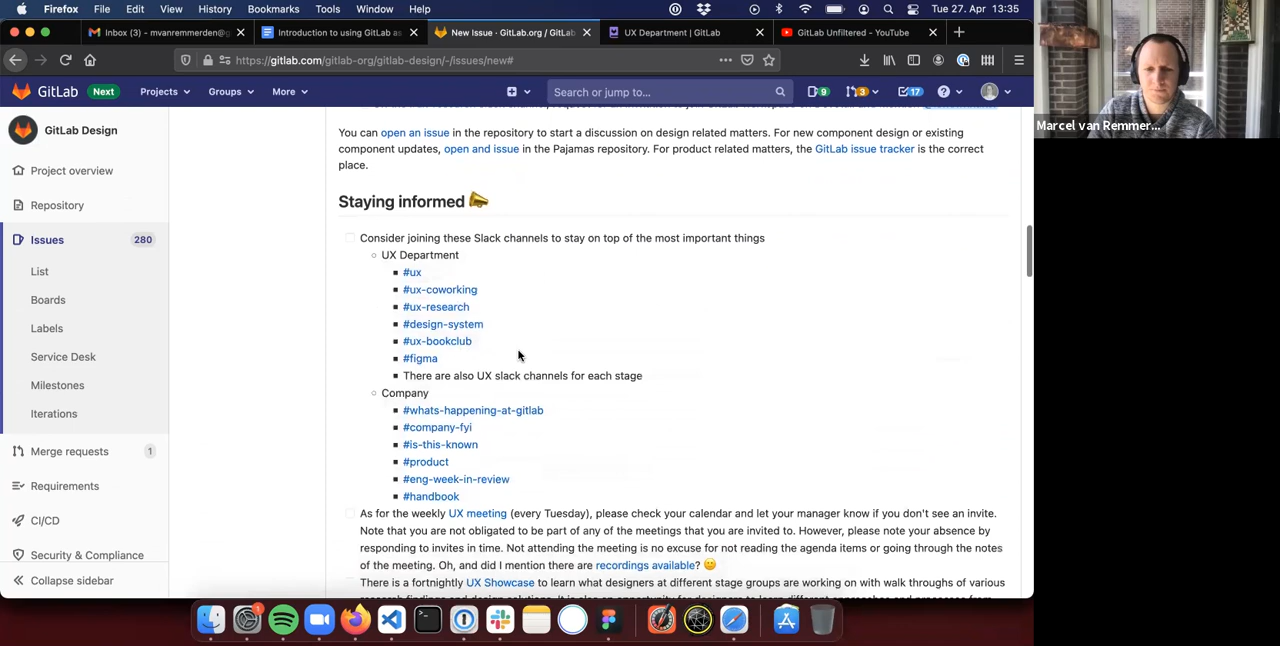 Firefox File Edit View History Bookmarks Tools Window Help Tue 27. Apr 13:35
Inbox (3) - mvanremmerden@g Introduction to using GitLab as New Issue · GitLab.org / GitLab UX Department | GitLab GitLab Unfiltered - YouTube
https://gitlab.com/gitlab-org/gitlab-design/-/issues/new#
GitLab Next Projects Groups More Search or jump to... 9 3 17
Marcel van Remmer...
GitLab Design
Project overview
Repository
Issues 280
List
Boards
Labels
Service Desk
Milestones
Iterations
Merge requests 1
Requirements
CI/CD
Security & Compliance
Collapse sidebar
You can open an issue in the repository to start a discussion on design related matters. For new component design or existing
component updates, open and issue in the Pajamas repository. For product related matters, the GitLab issue tracker is the correct
place.
Staying informed
Consider joining these Slack channels to stay on top of the most important things
UX Department
#ux
#ux-coworking
#ux-research
#design-system
#ux-bookclub
#figma
There are also UX slack channels for each stage
Company
#whats-happening-at-gitlab
#company-fyi
#is-this-known
#product
#eng-week-in-review
#handbook
As for the weekly UX meeting (every Tuesday), please check your calendar and let your manager know if you don't see an invite.
Note that you are not obligated to be part of any of the meetings that you are invited to. However, please note your absence by
responding to invites in time. Not attending the meeting is no excuse for not reading the agenda items or going through the notes
of the meeting. Oh, and did I mention there are recordings available?
There is a fortnightly UX Showcase to learn what designers at different stage groups are working on with walk throughs of various
1